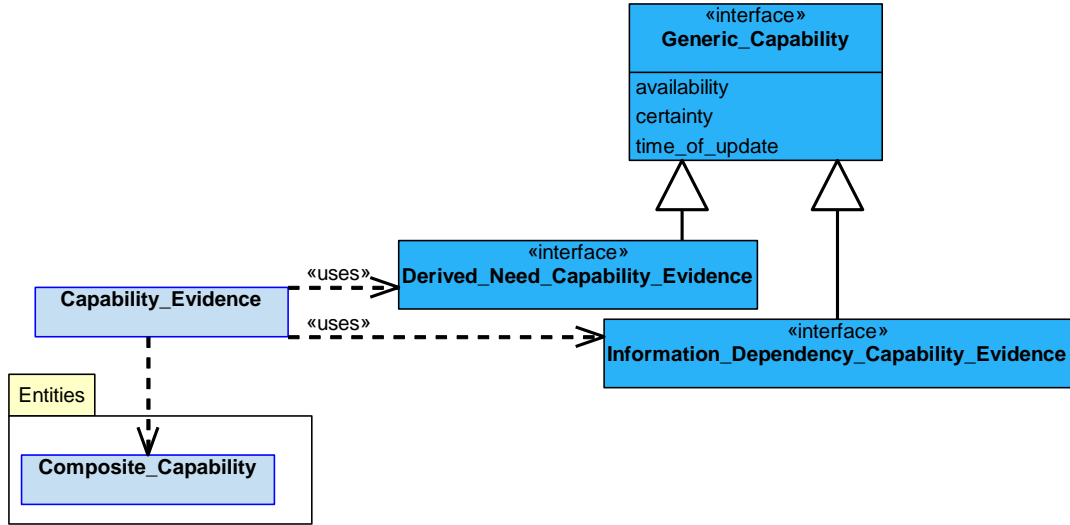 «interface»
Generic_Capability
availability
certainty
time_of_update
«interface»
Derived_Need_Capability_Evidence
«uses»
Capability_Evidence
«uses»
«interface»
Information_Dependency_Capability_Evidence
Entities
Composite_Capability